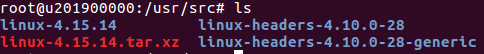 root@u201900000:/usr/src# ls
linux-4.15.14 linux-headers-4.10.0-28
linux-4.15.14.tar.xz linux-headers-4.10.0-28-generic